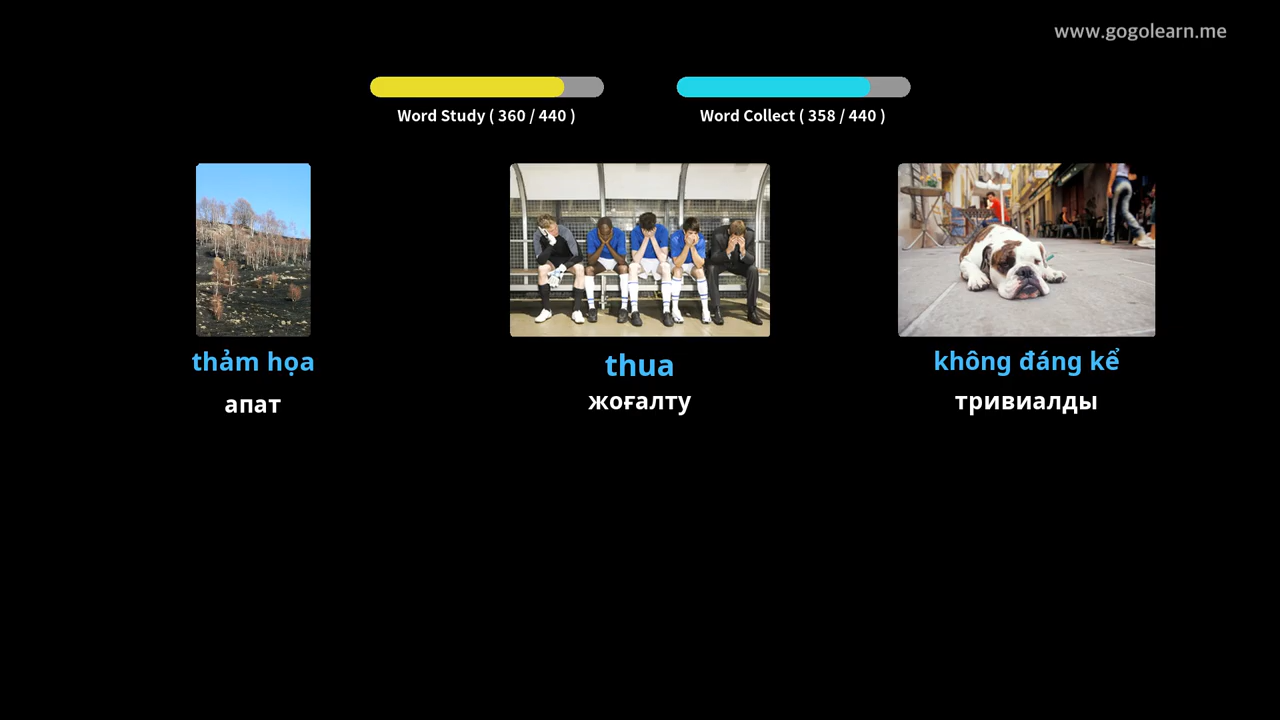 www.gogolearn.me
Word Study ( 360 / 440 )
Word Collect ( 358 / 440 )
thảm họa
апат
thua
жоғалту
không đáng kể
тривиалды